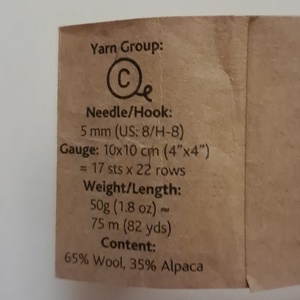 Yarn Group:
C
Needle/Hook:
5 mm (US: 8/H-8)
Gauge: 10x10 cm (4”x4”)
= 17 sts x 22 rows
Weight/Length:
50g (1.8 oz) ≈
75 m (82 yds)
Content:
65% Wool, 35% Alpaca